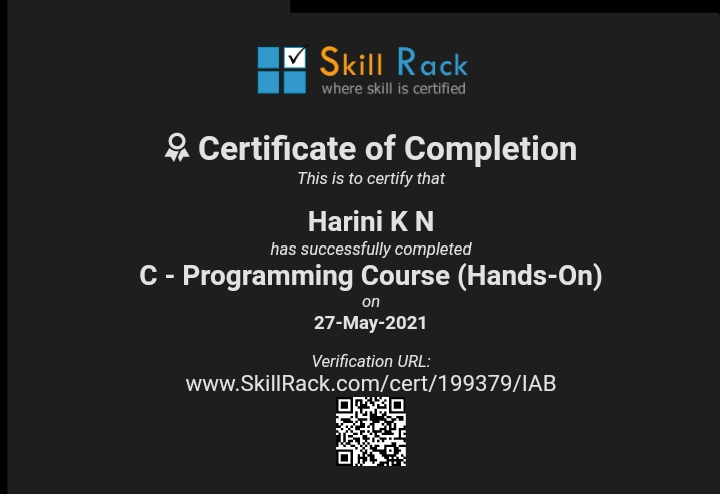 Skill Rack
where skill is certified
Certificate of Completion
This is to certify that
Harini K N
has successfully completed
C - Programming Course (Hands-On)
on
27-May-2021
Verification URL:
www.SkillRack.com/cert/199379/IAB